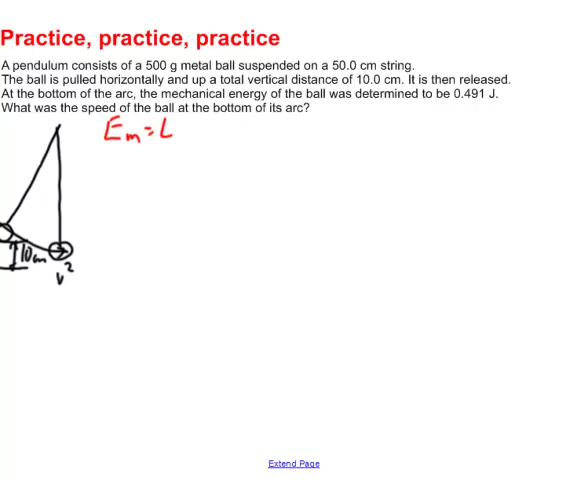 Practice, practice, practice
A pendulum consists of a 500 g metal ball suspended on a 50.0 cm string.
The ball is pulled horizontally and up a total vertical distance of 10.0 cm. It is then released.
At the bottom of the arc, the mechanical energy of the ball was determined to be 0.491 J.
What was the speed of the ball at the bottom of its arc?
Em = L
10cm
v²
Extend Page